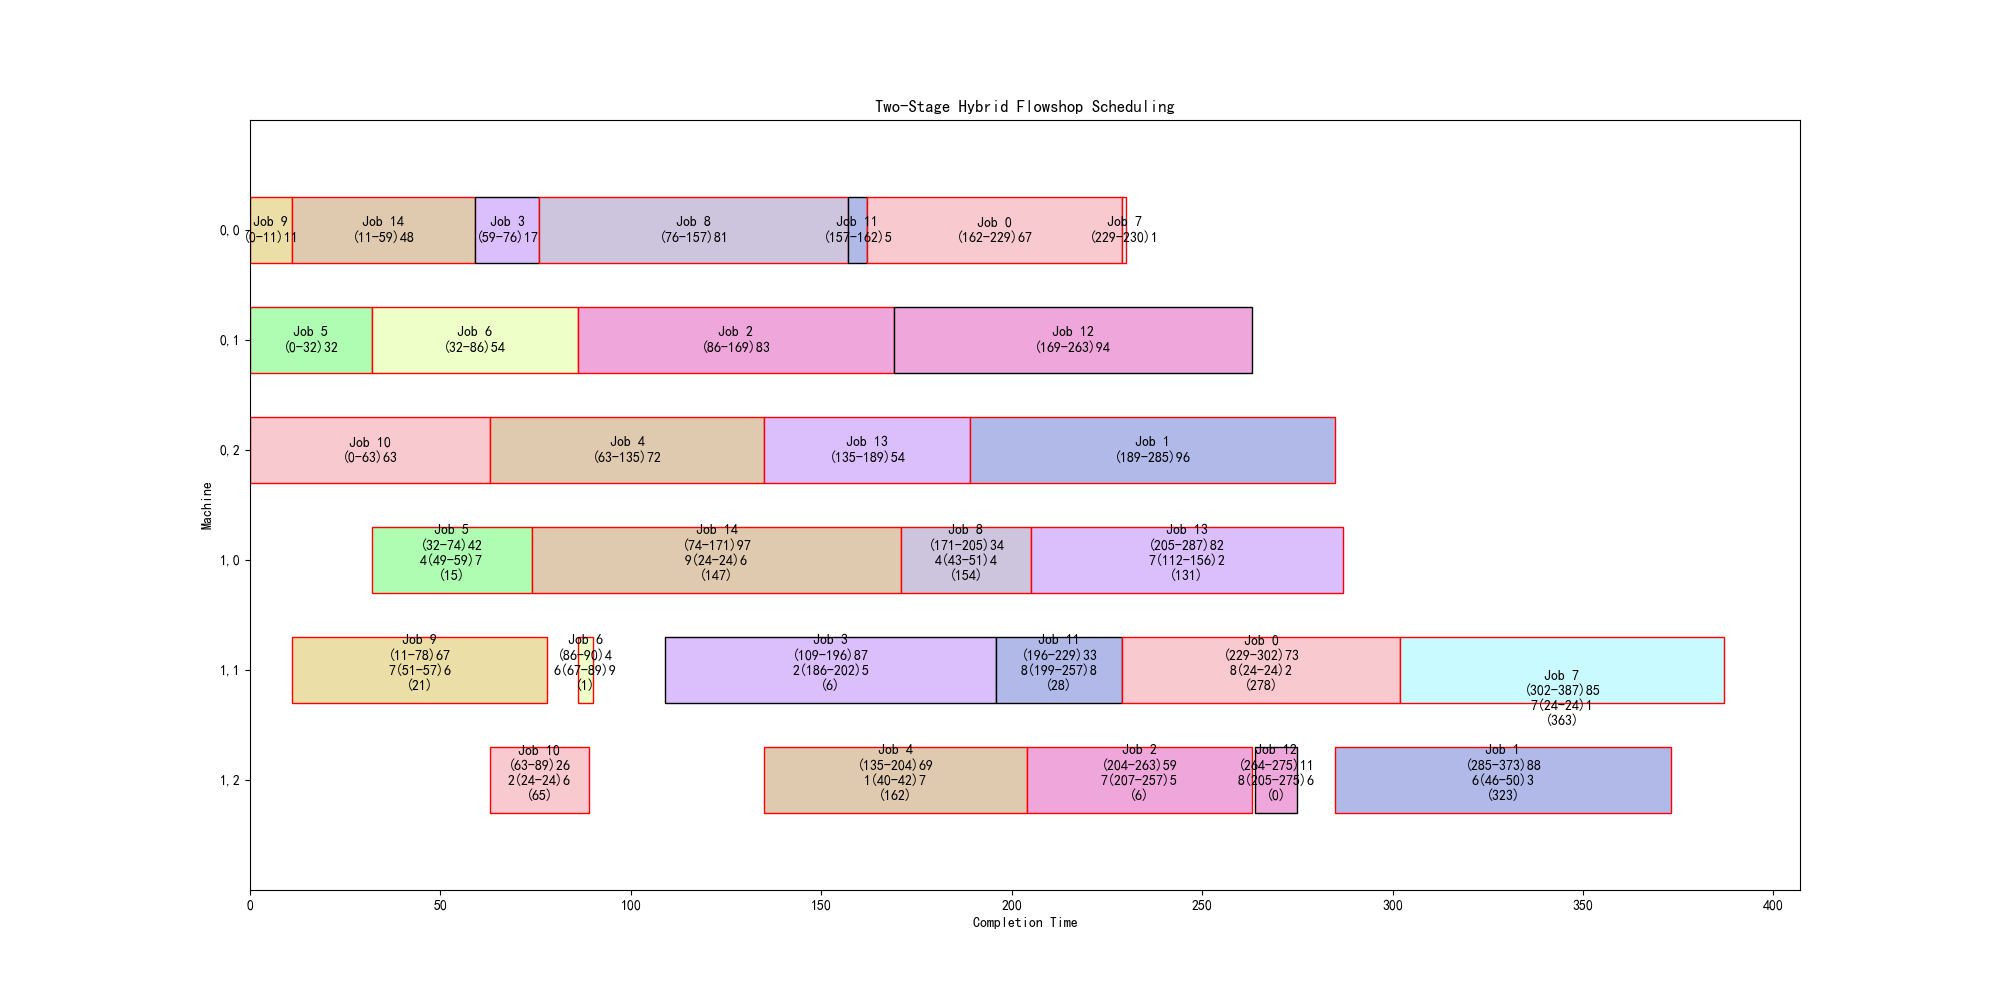 Two-Stage Hybrid Flowshop Scheduling
Machine
0,0
Job 9
(0-11)11
Job 14
(11-59)48
Job 3
(59-76)17
Job 8
(76-157)81
Job 11
(157-162)5
Job 0
(162-229)67
Job 7
(229-230)1
0,1
Job 5
(0-32)32
Job 6
(32-86)54
Job 2
(86-169)83
Job 12
(169-263)94
0,2
Job 10
(0-63)63
Job 4
(63-135)72
Job 13
(135-189)54
Job 1
(189-285)96
1,0
Job 5
(32-74)42
4(49-59)7
(15)
Job 14
(74-171)97
9(24-24)6
(147)
Job 8
(171-205)34
4(43-51)4
(154)
Job 13
(205-287)82
7(112-156)2
(131)
1,1
Job 9
(11-78)67
7(51-57)6
(21)
Job 6
(86-90)4
6(67-89)9
(1)
Job 3
(109-196)87
2(186-202)5
(6)
Job 11
(196-229)33
8(199-257)8
(28)
Job 0
(229-302)73
8(24-24)2
(278)
Job 7
(302-387)85
7(24-24)1
(363)
1,2
Job 10
(63-89)26
2(24-24)6
(65)
Job 4
(135-204)69
1(40-42)7
(162)
Job 2
(204-263)59
7(207-257)5
(6)
Job 12
(264-275)11
8(205-275)6
(0)
Job 1
(285-373)88
6(46-50)3
(323)
0
50
100
150
200
250
300
350
400
Completion Time